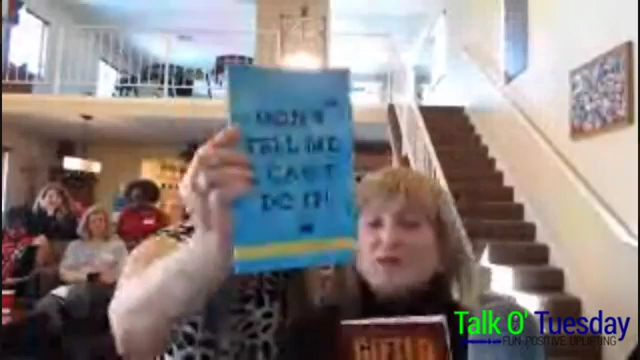 DON'T
TELL ME
I CAN'T
DO IT!
Talk O' Tuesday
FUN-POSITIVE UPLIFTING